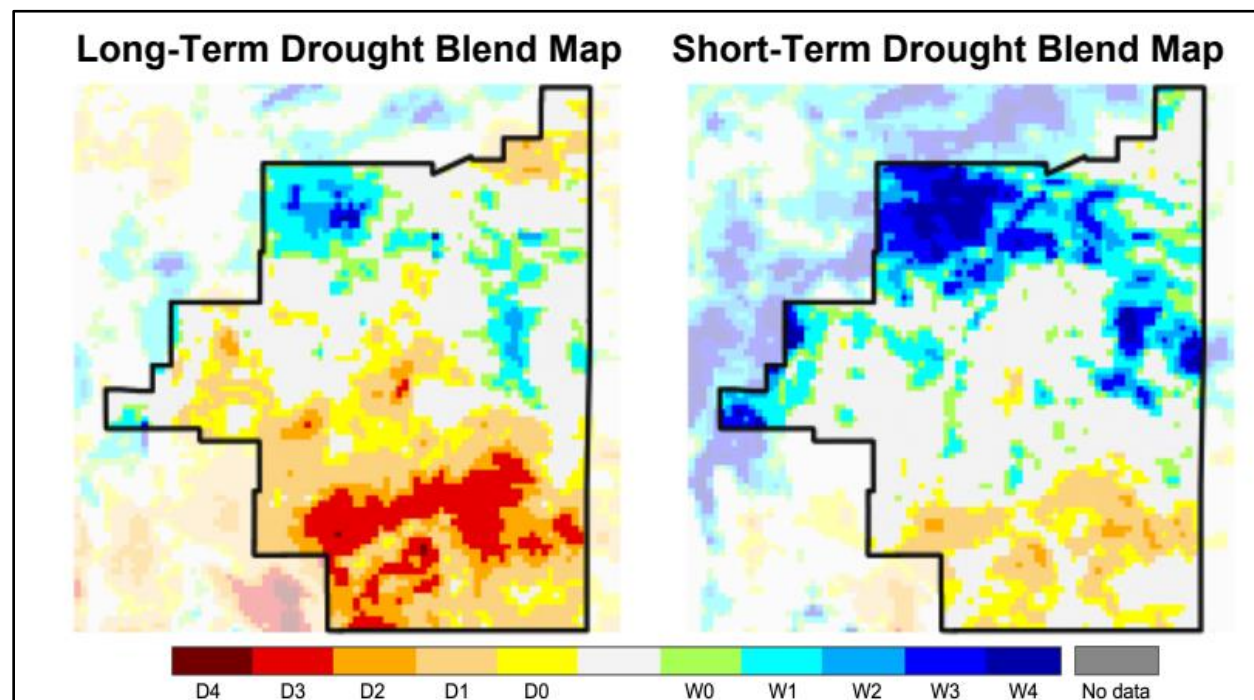 Long-Term Drought Blend Map
Short-Term Drought Blend Map
D4 D3 D2 D1 D0 W0 W1 W2 W3 W4 No data